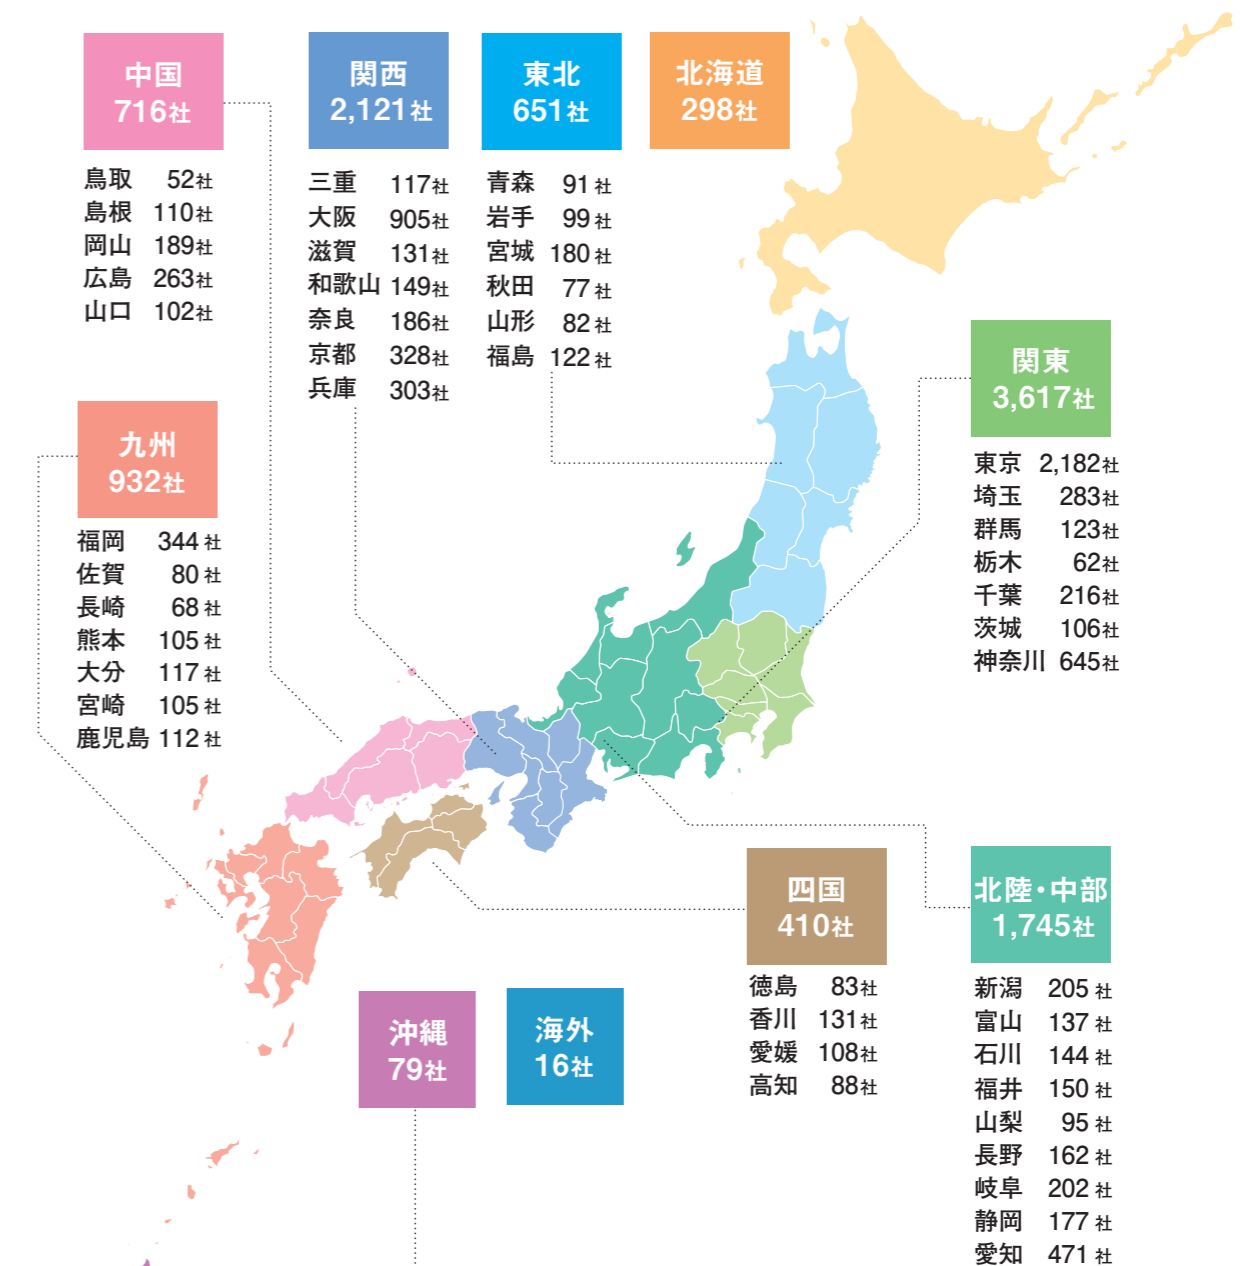 中国
716社
鳥取 52社
島根 110社
岡山 189社
広島 263社
山口 102社
関西
2,121社
三重 117社
大阪 905社
滋賀 131社
和歌山 149社
奈良 186社
京都 328社
兵庫 303社
東北
651社
青森 91社
岩手 99社
宮城 180社
秋田 77社
山形 82社
福島 122社
北海道
298社
関東
3,617社
東京 2,182社
埼玉 283社
群馬 123社
栃木 62社
千葉 216社
茨城 106社
神奈川 645社
九州
932社
福岡 344社
佐賀 80社
長崎 68社
熊本 105社
大分 117社
宮崎 105社
鹿児島 112社
四国
410社
徳島 83社
香川 131社
愛媛 108社
高知 88社
北陸・中部
1,745社
新潟 205社
富山 137社
石川 144社
福井 150社
山梨 95社
長野 162社
岐阜 202社
静岡 177社
愛知 471社
沖縄
79社
海外
16社